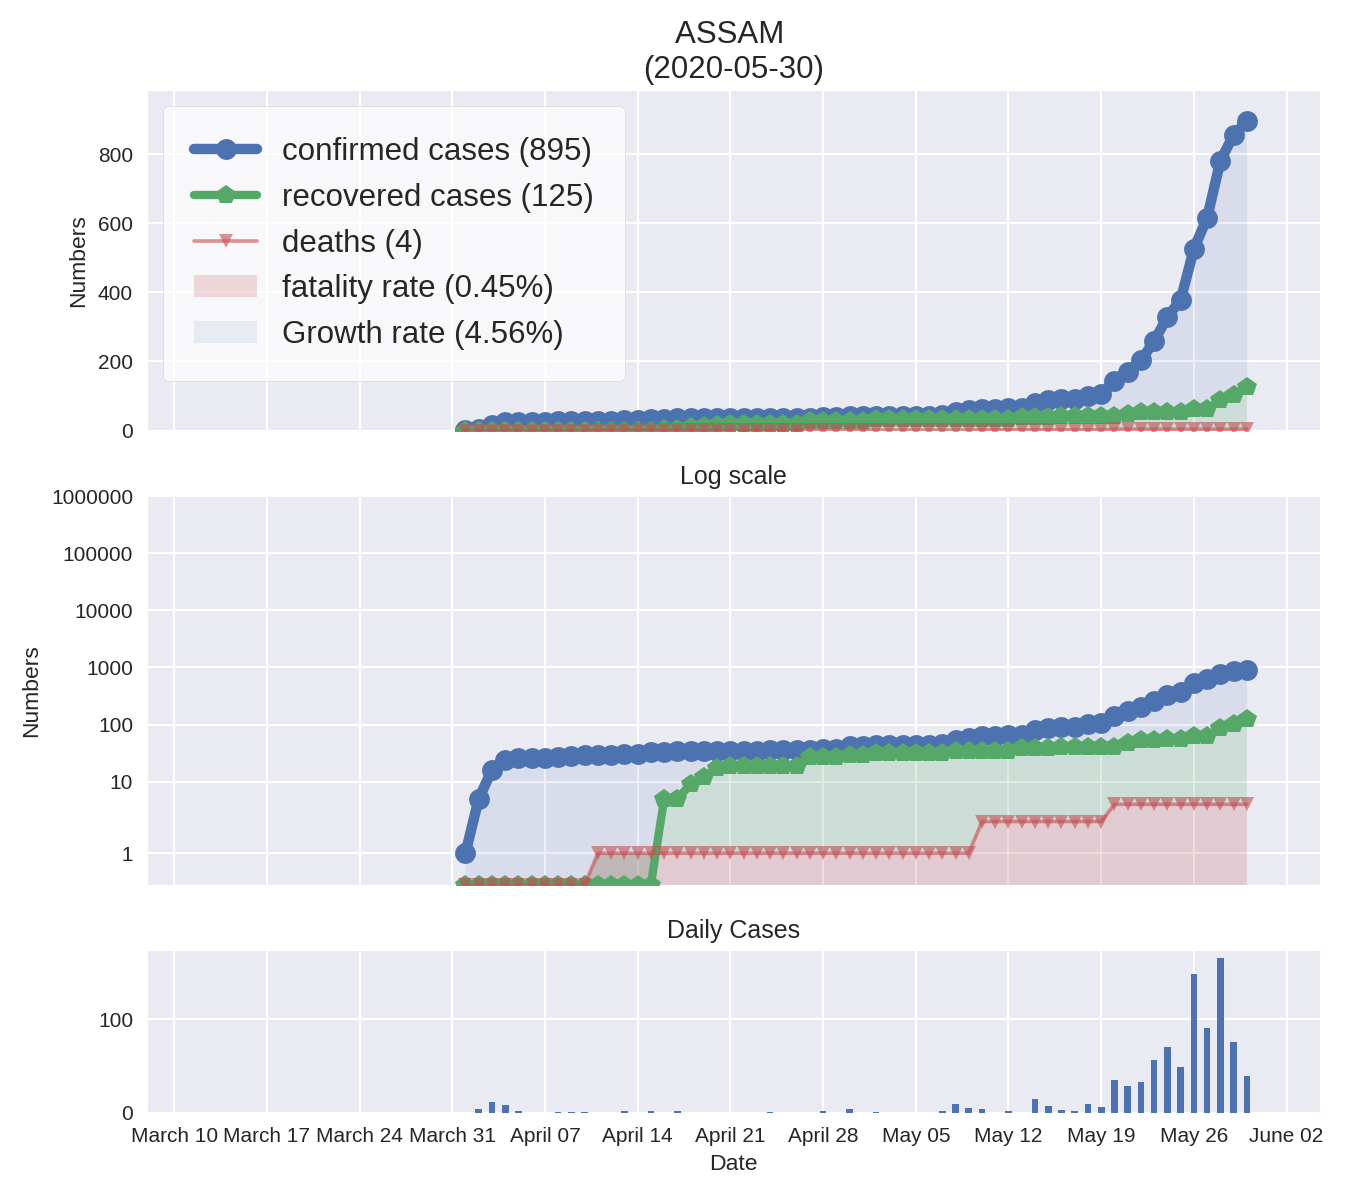 ASSAM
(2020-05-30)
Numbers
800
600
400
200
0
confirmed cases (895)
recovered cases (125)
deaths (4)
fatality rate (0.45%)
Growth rate (4.56%)
Log scale
Numbers
1000000
100000
10000
1000
100
10
1
Daily Cases
100
0
March 10 March 17 March 24 March 31 April 07 April 14 April 21 April 28 May 05 May 12 May 19 May 26 June 02
Date